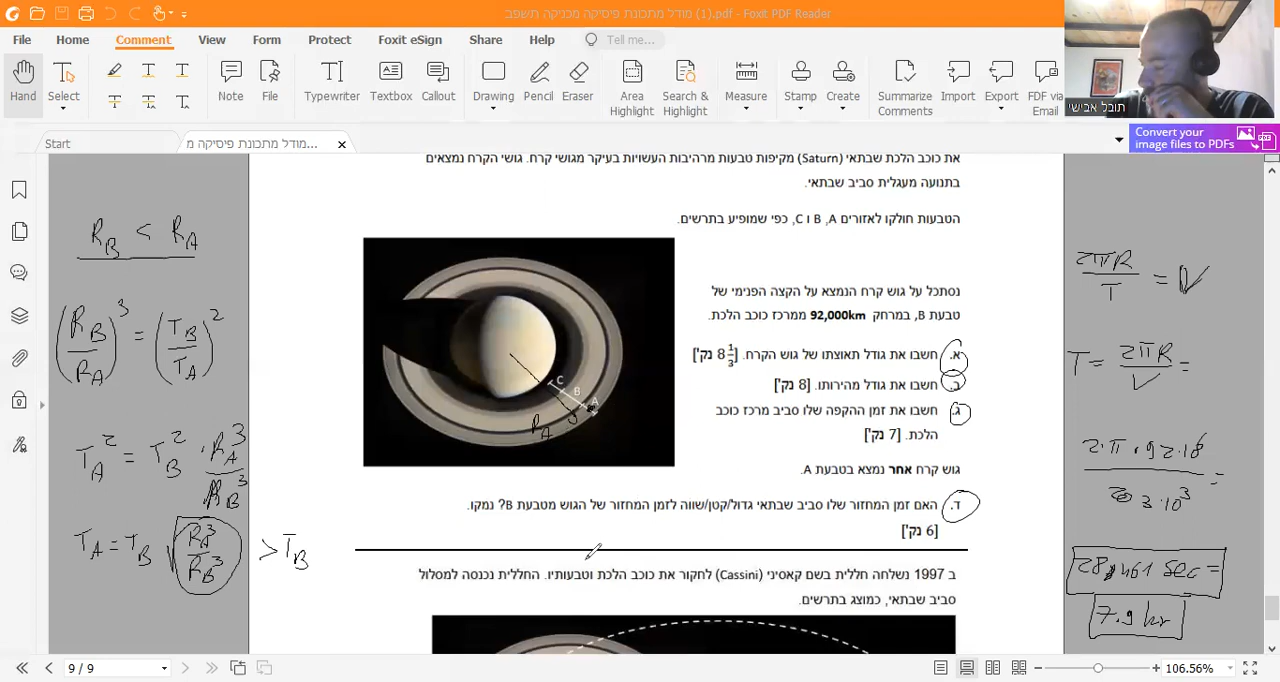 מודל מתכונת פיסיקה מכניקה תשפב (1).pdf - Foxit PDF Reader
File Home Comment View Form Protect Foxit eSign Share Help Tell me...
Hand Select Note File Typewriter Textbox Callout Drawing Pencil Eraser Area Highlight Search & Highlight Measure Stamp Create Summarize Comments Import Export FDF via Email
תובל אבישי
Start
מודל מתכונת פיסיקה מ...
Convert your image files to PDFs
את כוכב הלכת שבתאי (Saturn) מקיפות טבעות מרהיבות העשויות בעיקר מגושי קרח. גושי הקרח נמצאים
בתנועה מעגלית סביב שבתאי.
הטבעות חולקו לאזורים A, B ו C, כפי שמופיע בתרשים.
נסתכל על גוש קרח הנמצא על הקצה הפנימי של
טבעת B, במרחק 92,000km ממרכז כוכב הלכת.
א. חשבו את גודל תאוצתו של גוש הקרח. [8 1/3 נק']
ב. חשבו את גודל מהירותו. [8 נק']
ג. חשבו את זמן ההקפה שלו סביב מרכז כוכב
הלכת. [7 נק']
גוש קרח אחר נמצא בטבעת A.
ד. האם זמן המחזור שלו סביב שבתאי גדול/קטן/שווה לזמן המחזור של הגוש מטבעת B? נמקו.
[6 נק']
ב 1997 נשלחה חללית בשם קאסיני (Cassini) לחקור את כוכב הלכת וטבעותיו. החללית נכנסה למסלול
סביב שבתאי, כמוצג בתרשים.
C
B
A
R_A
R_B < R_A
(R_B/R_A)^3 = (T_B/T_A)^2
T_A^2 = T_B^2 · R_A^3/R_B^3
T_A = T_B √(R_A^3/R_B^3) > T_B
2πR/T = V
T = 2πR/V =
28,461 sec =
7.9 hr
9 / 9
106.56%